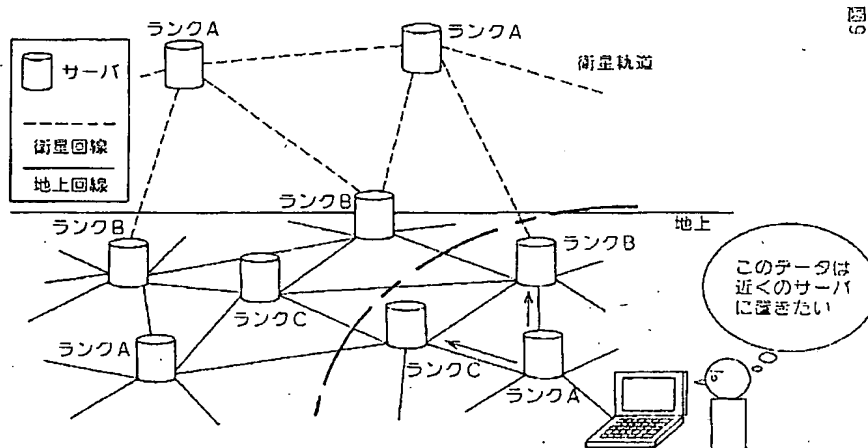 図9
ランクA
ランクA
サーバ
衛星軌道
衛星回線
地上回線
ランクB
地上
ランクB
ランクB
このデータは
近くのサーバ
に置きたい
ランクC
ランクA
ランクC
ランクA